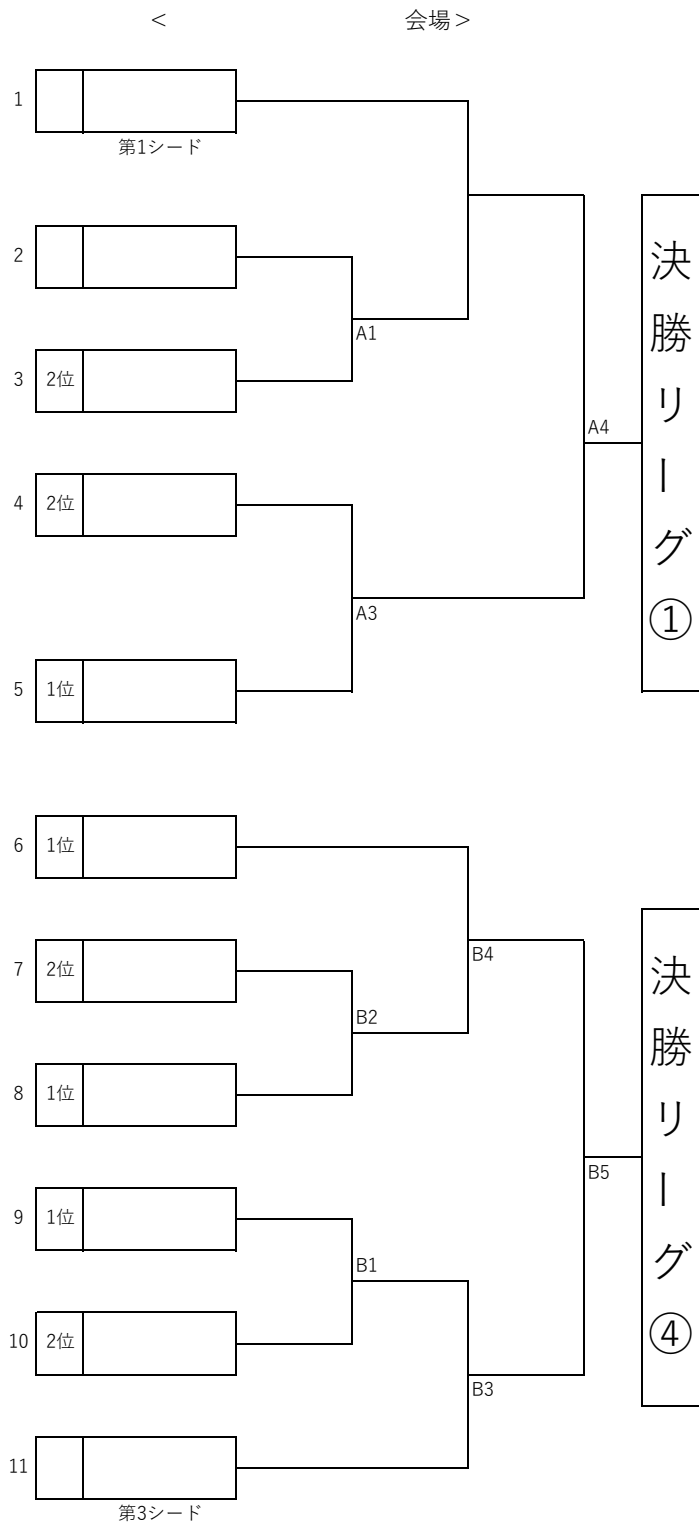 ＜　　　　　　　　　　　　　会場＞
1
第1シード
2
A1
3 2位
A4
4 2位
A3
5 1位
決勝リーグ①
6 1位
B4
7 2位
B2
8 1位
B5
9 1位
B1
10 2位
B3
11
第3シード
決勝リーグ④